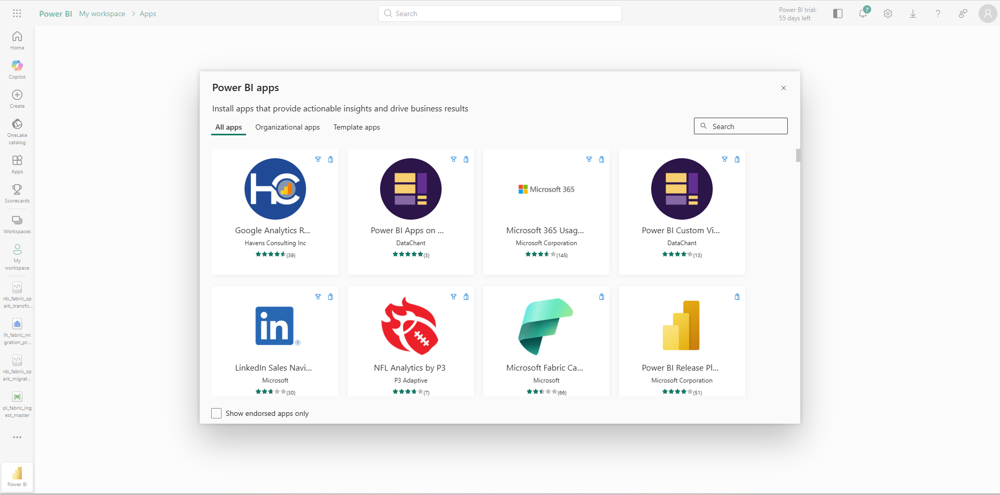 Power BI My workspace > Apps
Search
Power BI trial:
55 days left
7
Home
Copilot
Create
OneLake
catalog
Apps
Scorecards
Workspaces
My
workspace
nb_fabric_sp
ark_transfo...
lh_fabric_mi
gration_pr...
nb_fabric_sp
ark_migrat...
pl_fabric_ing
est_master
Power BI
Power BI apps
Install apps that provide actionable insights and drive business results
All apps Organizational apps Template apps
Search
HC
Google Analytics R...
Havens Consulting Inc
(39)
Power BI Apps on ...
DataChant
(3)
Microsoft 365
Microsoft 365 Usag...
Microsoft Corporation
(145)
Power BI Custom Vi...
DataChant
(13)
in®
LinkedIn Sales Navi...
Microsoft
(30)
NFL Analytics by P3
P3 Adaptive
(7)
Microsoft Fabric Ca...
Microsoft
(66)
Power BI Release Pl...
Microsoft Corporation
(51)
Show endorsed apps only